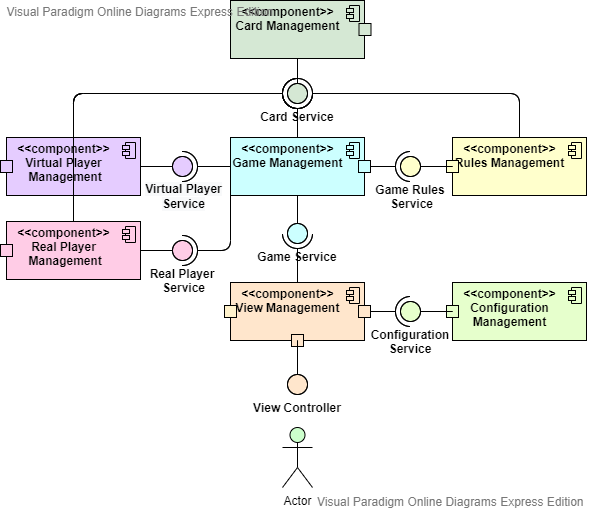 Visual Paradigm Online Diagrams Express Edition
<<component>>
Card Management
Card Service
<<component>>
Virtual Player
Management
Virtual Player
Service
<<component>>
Game Management
Game Rules
Service
<<component>>
Rules Management
<<component>>
Real Player
Management
Real Player
Service
Game Service
<<component>>
View Management
Configuration
Service
<<component>>
Configuration
Management
View Controller
Actor
Visual Paradigm Online Diagrams Express Edition